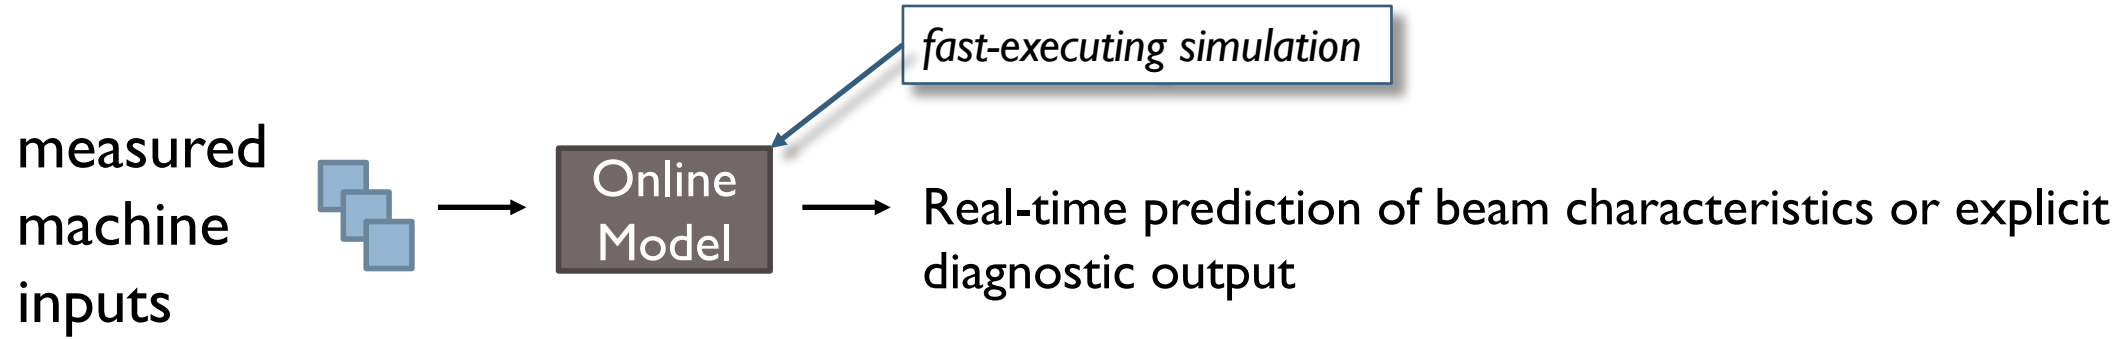 fast-executing simulation
measured
machine
inputs
Online
Model
Real-time prediction of beam characteristics or explicit
diagnostic output